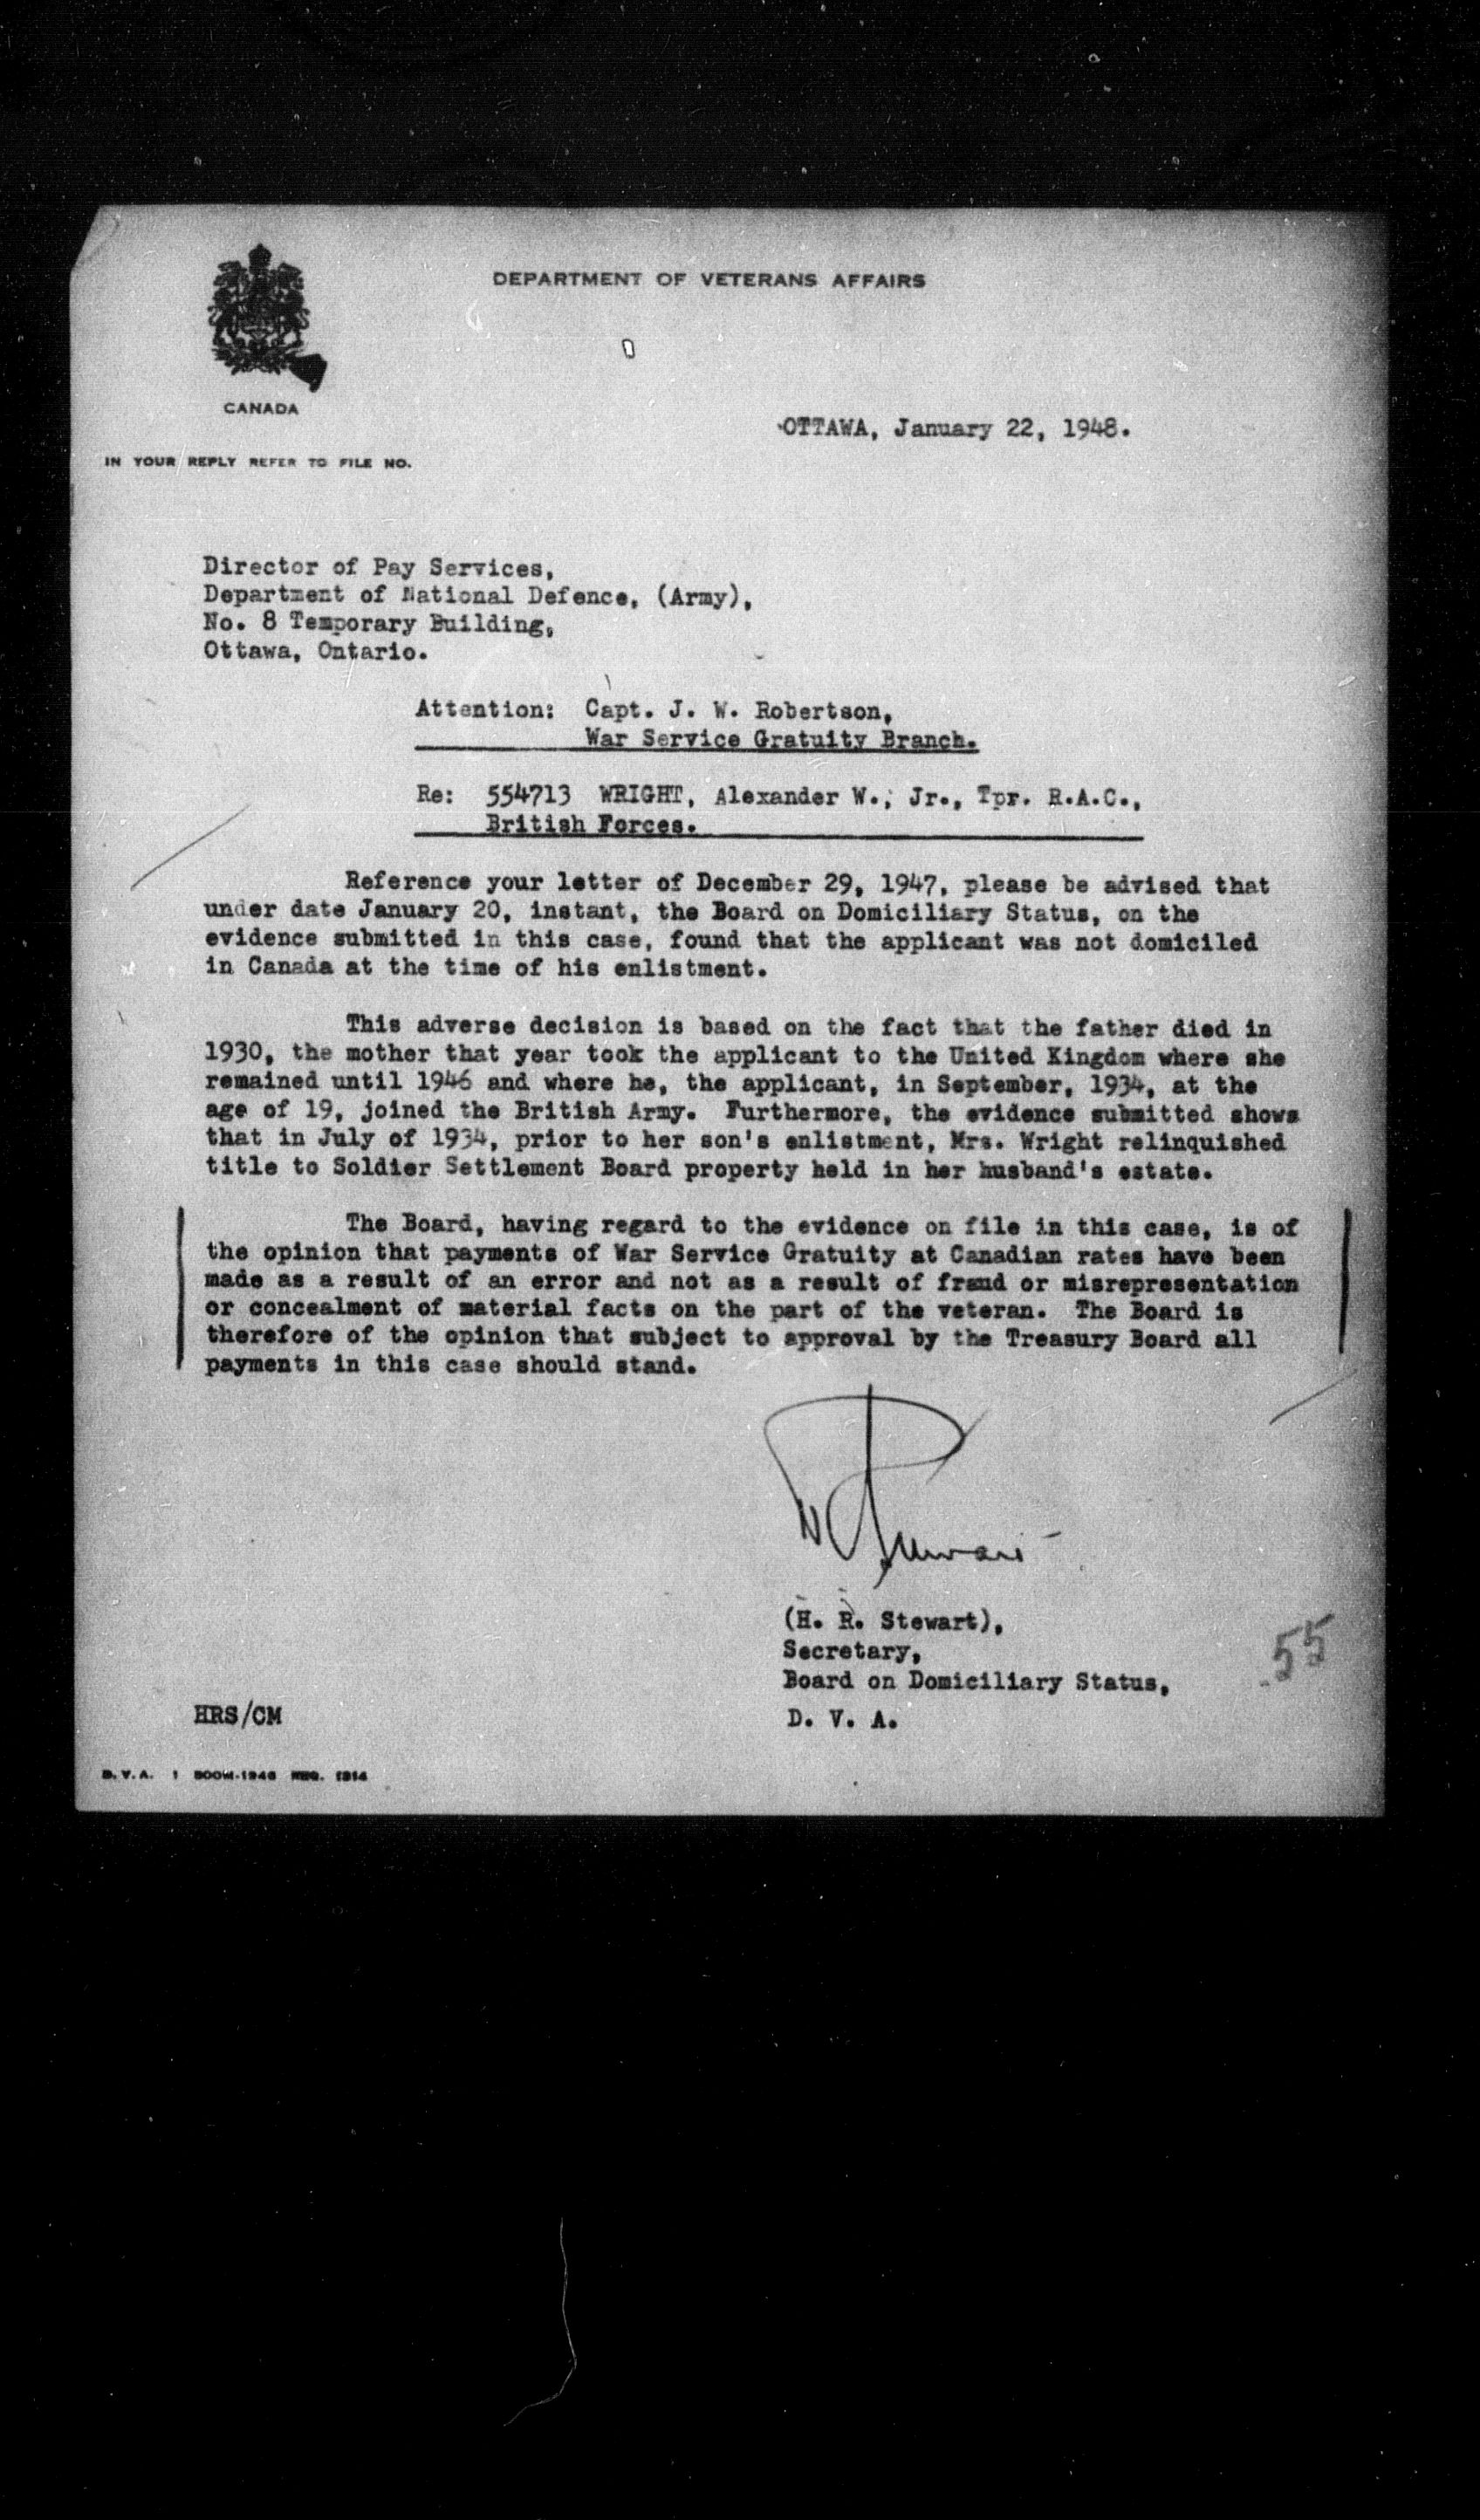 DEPARTMENT OF VETERANS AFFAIRS
CANADA
OTTAWA, January 22, 1948.
IN YOUR REPLY REFER TO FILE NO.
Director of Pay Services,
Department of National Defence, (Army),
No. 8 Temporary Building,
Ottawa, Ontario.
Attention: Capt. J. W. Robertson,
War Service Gratuity Branch.
Re: 554713 WRIGHT, Alexander W., Jr., Tpr. R.A.C.,
British Forces.
Reference your letter of December 29, 1947, please be advised that
under date January 20, instant, the Board on Domiciliary Status, on the
evidence submitted in this case, found that the applicant was not domiciled
in Canada at the time of his enlistment.
This adverse decision is based on the fact that the father died in
1930, the mother that year took the applicant to the United Kingdom where she
remained until 1946 and where he, the applicant, in September, 1934, at the
age of 19, joined the British Army. Furthermore, the evidence submitted shows
that in July of 1934, prior to her son's enlistment, Mrs. Wright relinquished
title to Soldier Settlement Board property held in her husband's estate.
The Board, having regard to the evidence on file in this case, is of
the opinion that payments of War Service Gratuity at Canadian rates have been
made as a result of an error and not as a result of fraud or misrepresentation
or concealment of material facts on the part of the veteran. The Board is
therefore of the opinion that subject to approval by the Treasury Board all
payments in this case should stand.
(H. R. Stewart),
Secretary,
Board on Domiciliary Status,
D. V. A.
55
HRS/CM
D.V.A. 1 500M-1946 REQ. 1314